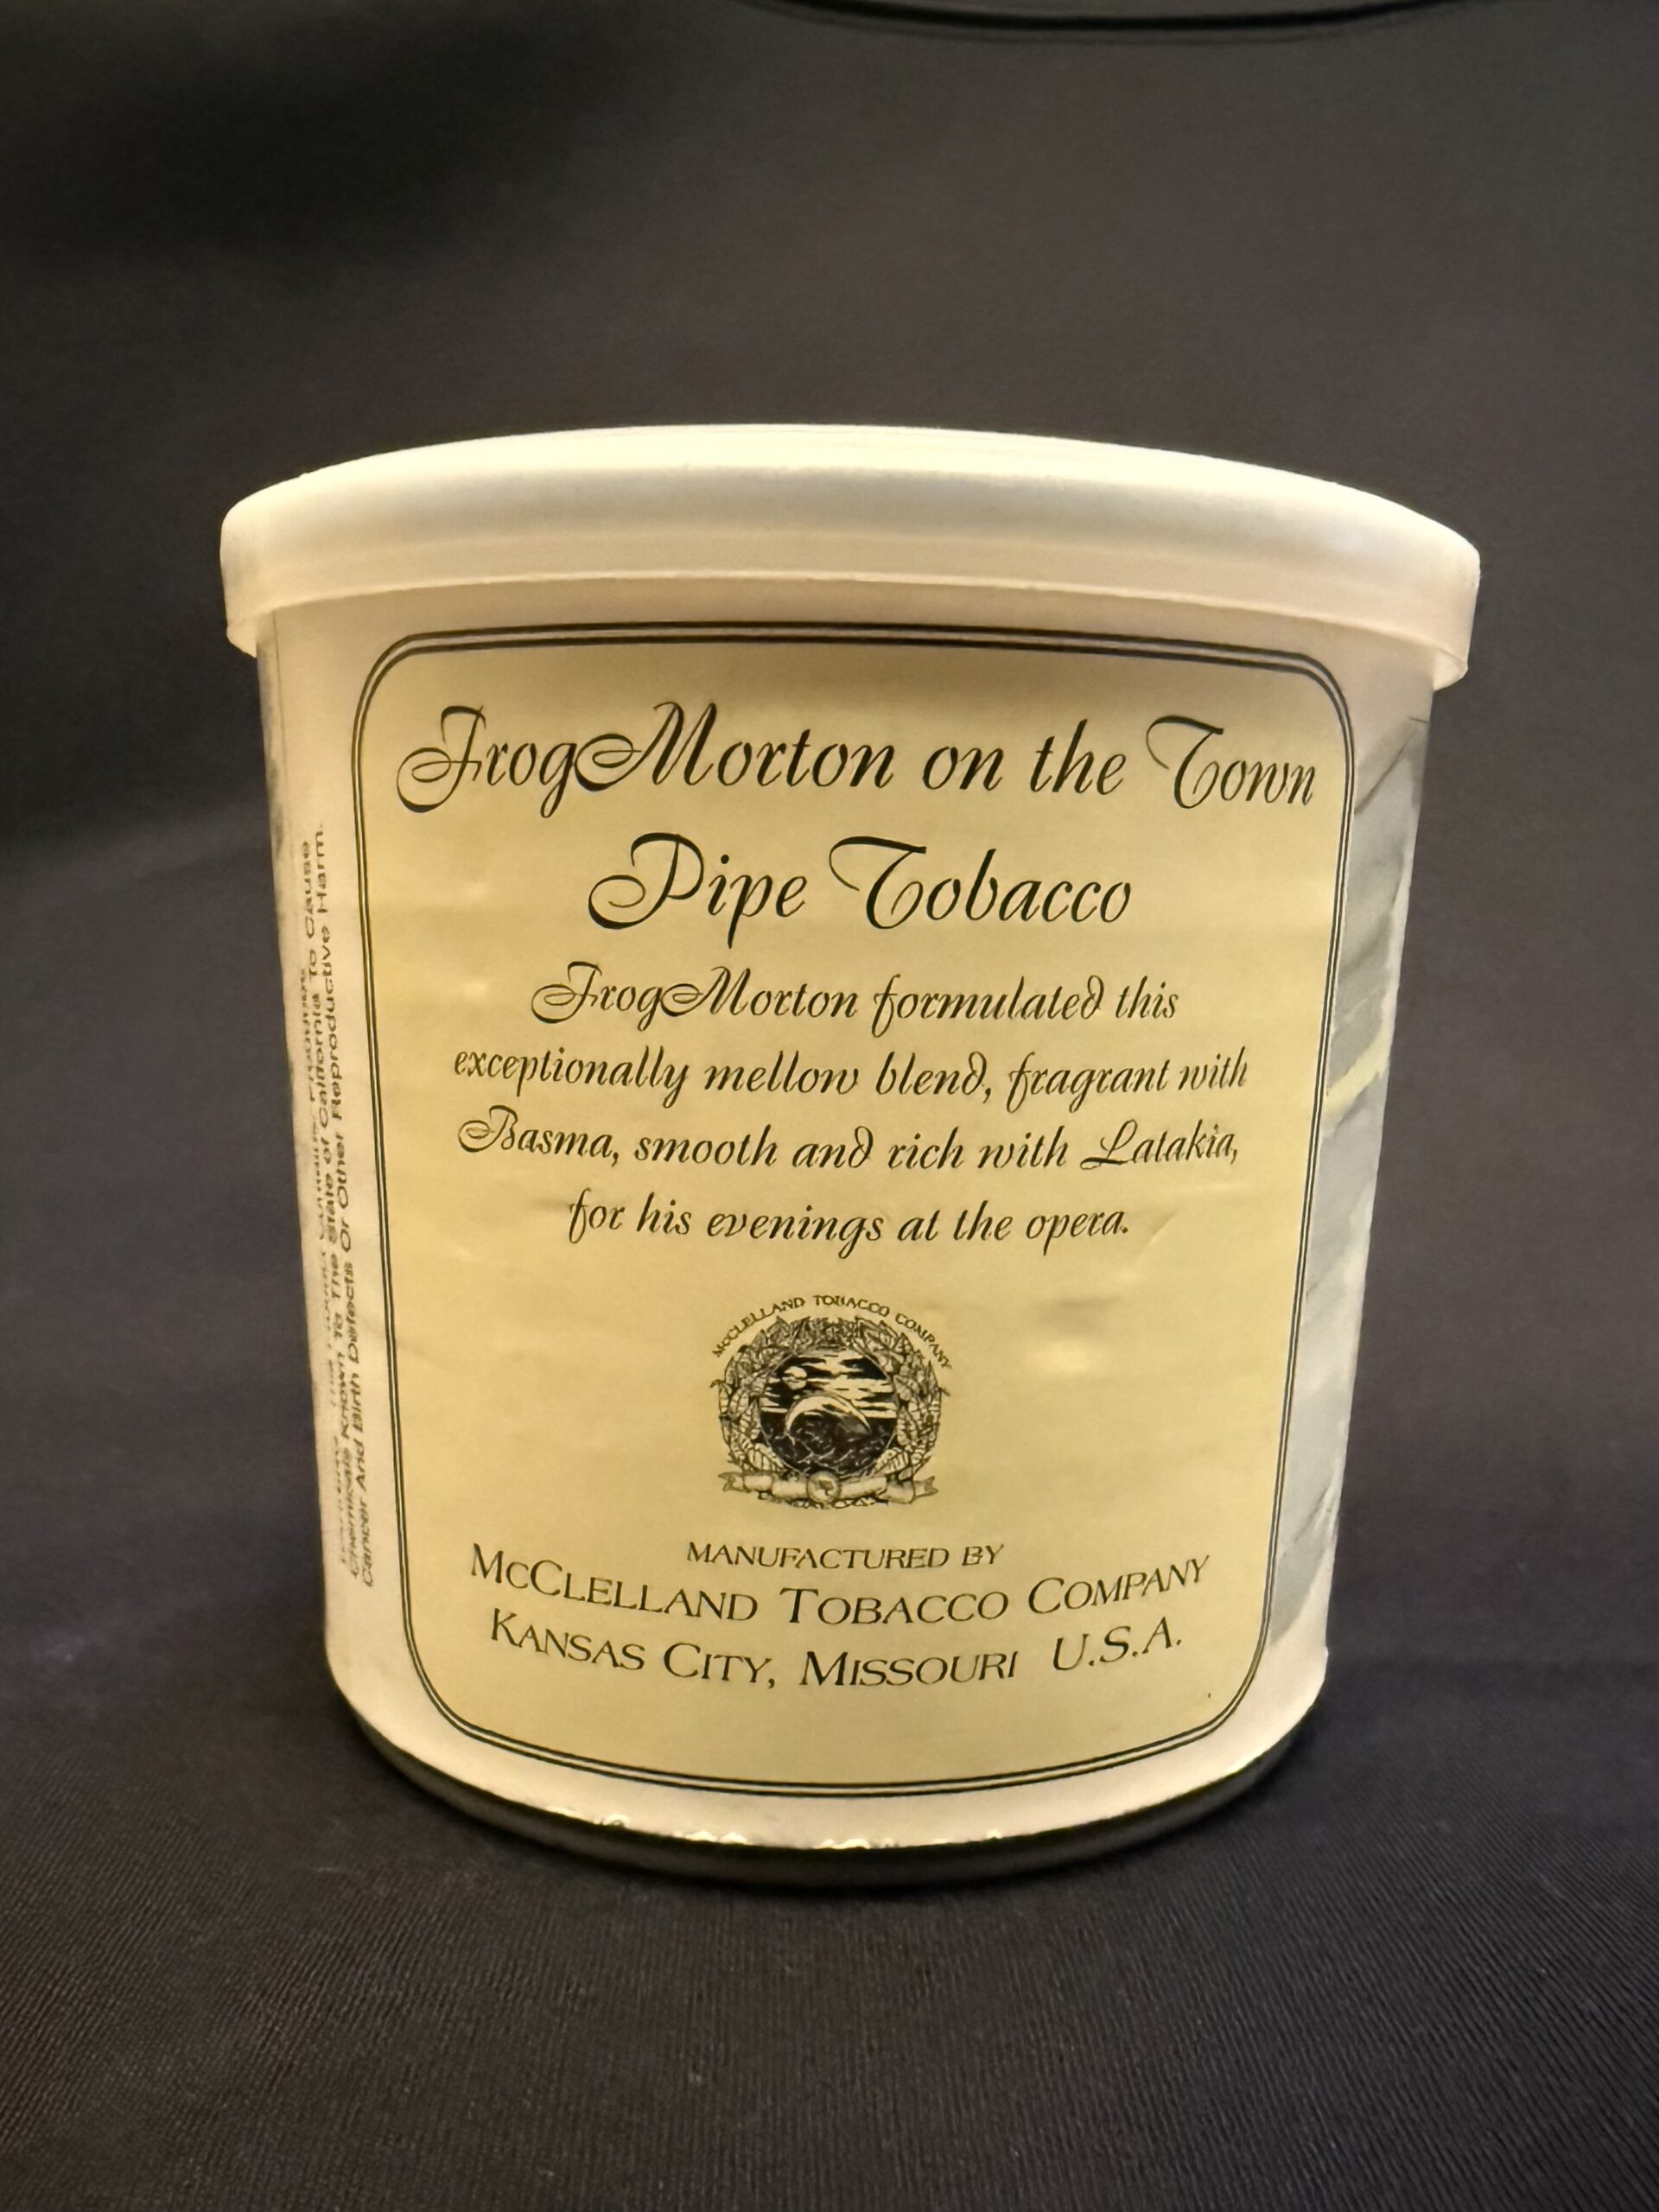 FrogMorton on the Town
Pipe Tobacco
FrogMorton formulated this
exceptionally mellow blend, fragrant with
Basma, smooth and rich with Latakia,
for his evenings at the opera.
McCLELLAND TOBACCO COMPANY
MANUFACTURED BY
McCLELLAND TOBACCO COMPANY
KANSAS CITY, MISSOURI U.S.A.
Chemicals Known To The State of California To Cause
Cancer And Birth Defects Or Other Reproductive Harm.